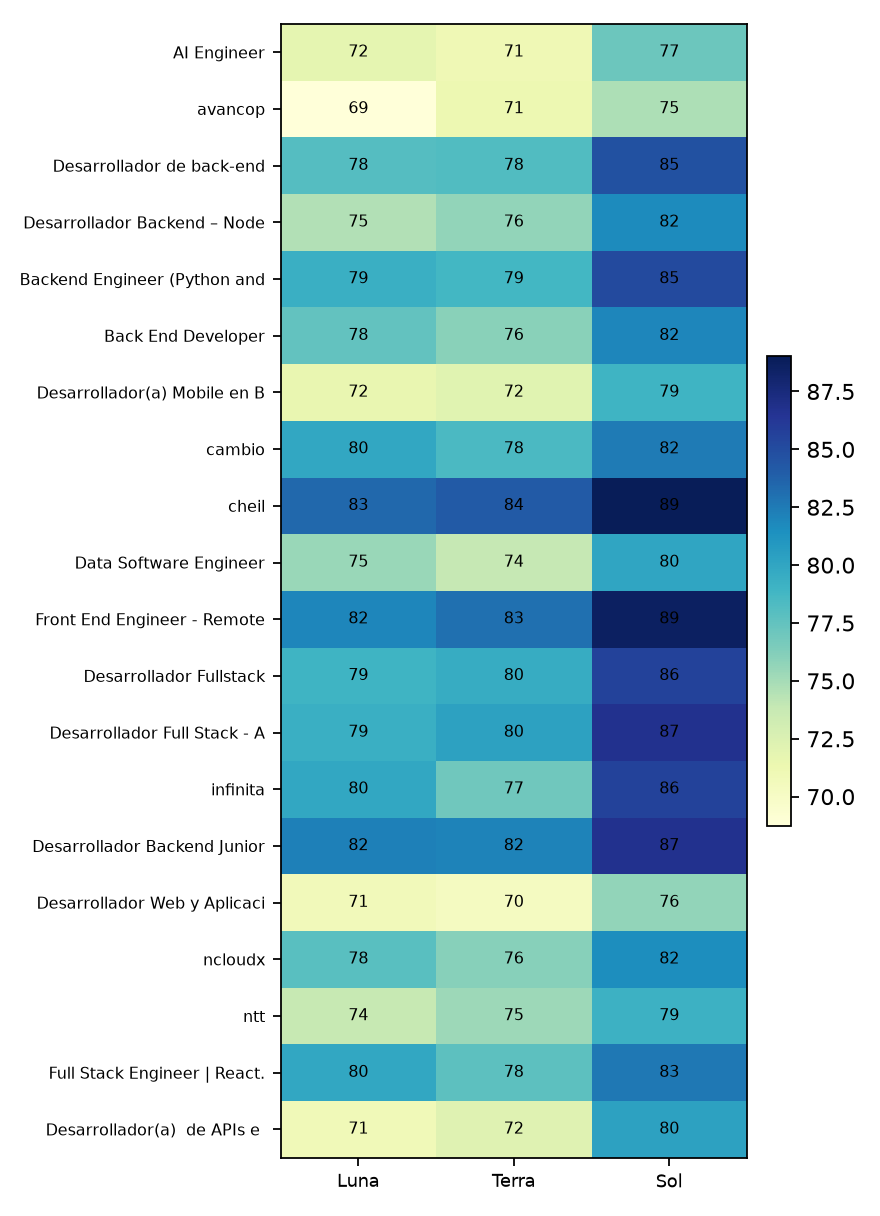 AI Engineer 72 71 77
avancop 69 71 75
Desarrollador de back-end 78 78 85
Desarrollador Backend – Node 75 76 82
Backend Engineer (Python and 79 79 85
Back End Developer 78 76 82
Desarrollador(a) Mobile en B 72 72 79
cambio 80 78 82
cheil 83 84 89
Data Software Engineer 75 74 80
Front End Engineer - Remote 82 83 89
Desarrollador Fullstack 79 80 86
Desarrollador Full Stack - A 79 80 87
infinita 80 77 86
Desarrollador Backend Junior 82 82 87
Desarrollador Web y Aplicaci 71 70 76
ncloudx 78 76 82
ntt 74 75 79
Full Stack Engineer | React. 80 78 83
Desarrollador(a)  de APIs e 71 72 80
Luna Terra Sol
87.5
85.0
82.5
80.0
77.5
75.0
72.5
70.0